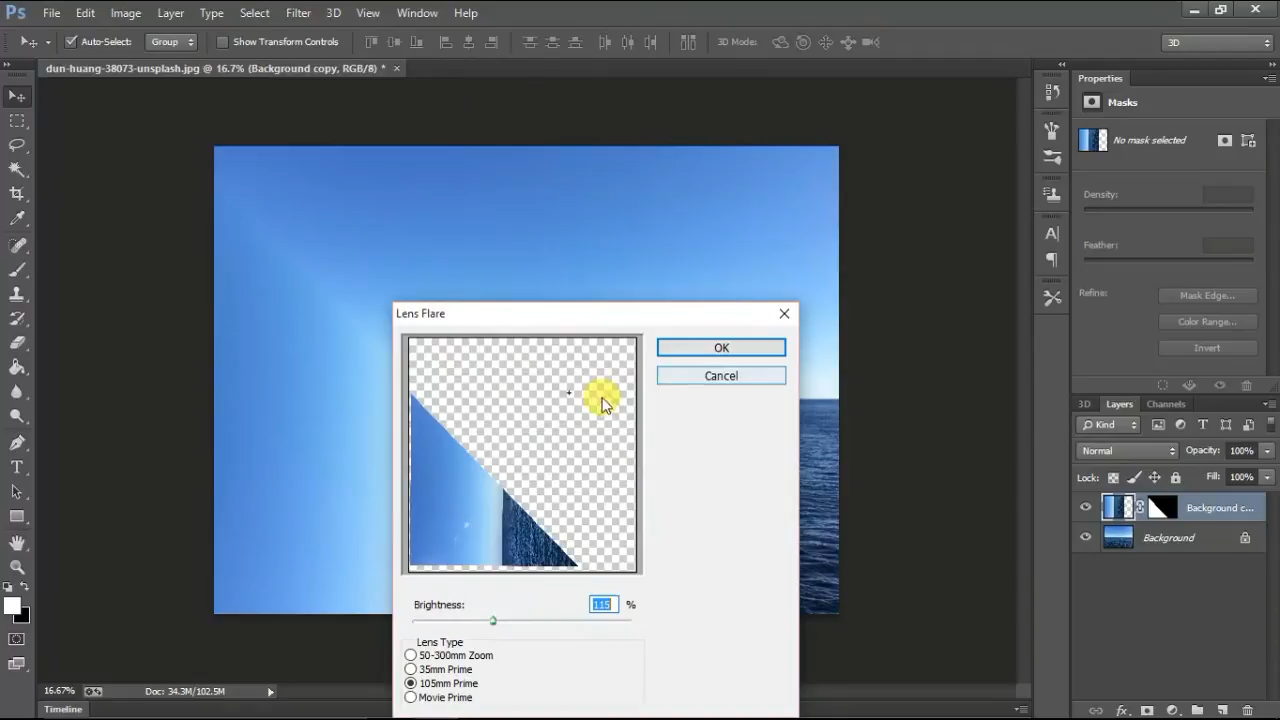 Ps File Edit Image Layer Type Select Filter 3D View Window Help
Auto-Select: Group Show Transform Controls 3D Mode: 3D
dun-huang-38073-unsplash.jpg @ 16.7% (Background copy, RGB/8) * ×
Properties
Masks
No mask selected
Density:
Feather:
Refine: Mask Edge...
Color Range...
Invert
Lens Flare
OK
Cancel
Brightness: 115 %
Lens Type
50-300mm Zoom
35mm Prime
105mm Prime
Movie Prime
3D Layers Channels
Kind
Normal Opacity:
Lock: Fill:
Background ...
Background
16.67% Doc: 34.3M/102.5M
Timeline